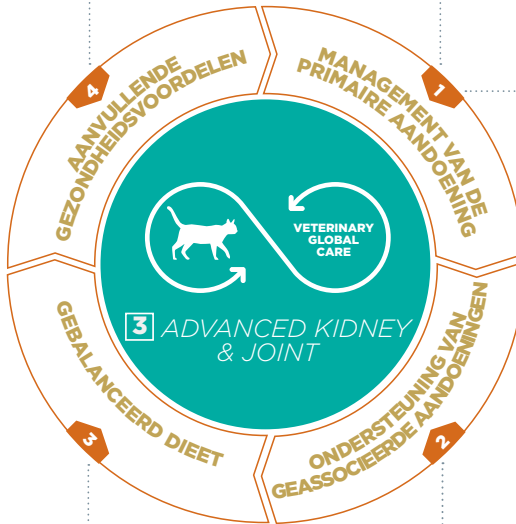 1
MANAGEMENT VAN DE
PRIMAIRE AANDOENING
2
ONDERSTEUNING VAN
GEASSOCIEERDE AANDOENINGEN
3
GEBALANCEERD DIEET
4
AANVULLENDE
GEZONDHEIDSVOORDELEN
VETERINARY
GLOBAL
CARE
3 ADVANCED KIDNEY
& JOINT